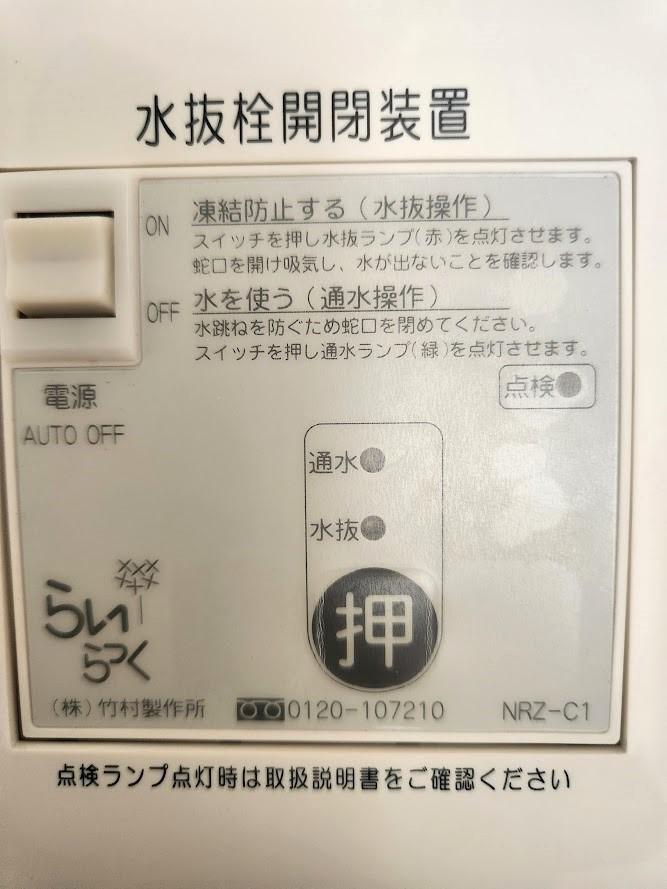 水抜栓開閉装置
ON 凍結防止する(水抜操作)
スイッチを押し水抜ランプ(赤)を点灯させます。
蛇口を開け吸気し、水が出ないことを確認します。
OFF 水を使う(通水操作)
水跳ねを防ぐため蛇口を閉めてください。
スイッチを押し通水ランプ(緑)を点灯させます。
電源
AUTO OFF
点検
通水
水抜
押
らいらっく
(株)竹村製作所 0120-107210 NRZ-C1
点検ランプ点灯時は取扱説明書をご確認ください